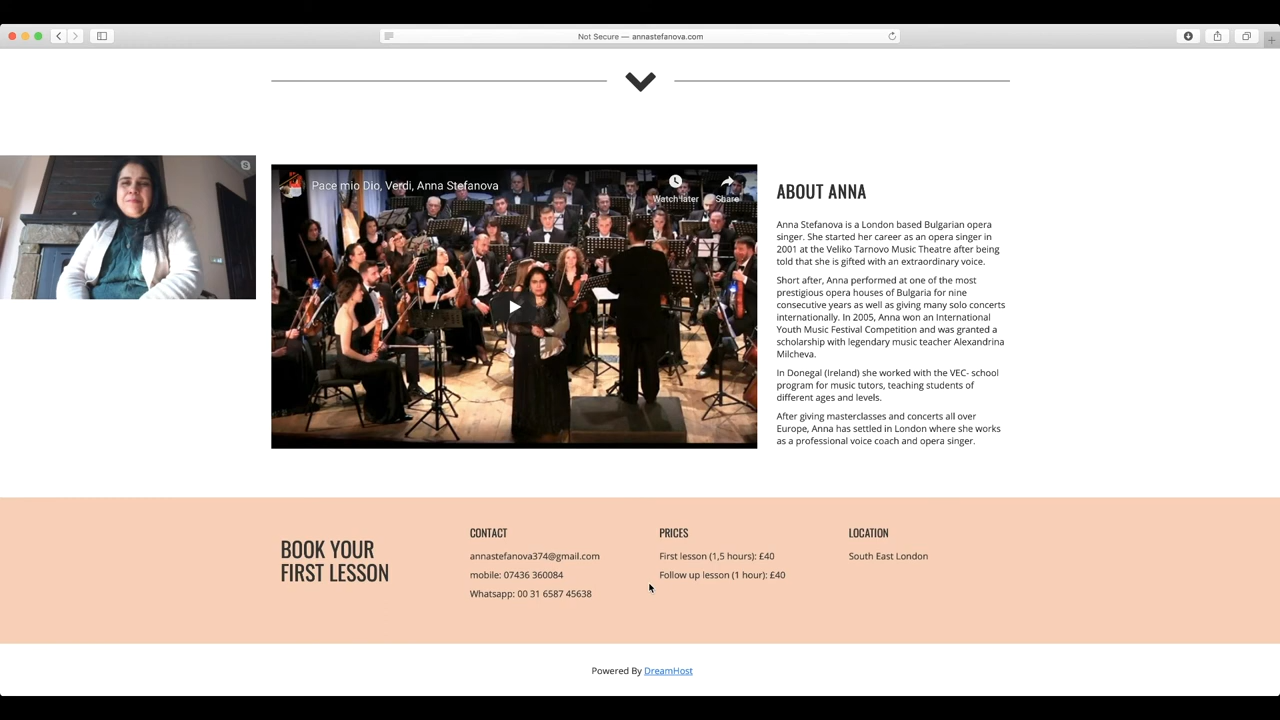 Not Secure — annastefanova.com
Pace mio Dio, Verdi, Anna Stefanova
Watch later
Share
ABOUT ANNA
Anna Stefanova is a London based Bulgarian opera
singer. She started her career as an opera singer in
2001 at the Veliko Tarnovo Music Theatre after being
told that she is gifted with an extraordinary voice.
Short after, Anna performed at one of the most
prestigious opera houses of Bulgaria for nine
consecutive years as well as giving many solo concerts
internationally. In 2005, Anna won an International
Youth Music Festival Competition and was granted a
scholarship with legendary music teacher Alexandrina
Milcheva.
In Donegal (Ireland) she worked with the VEC- school
program for music tutors, teaching students of
different ages and levels.
After giving masterclasses and concerts all over
Europe, Anna has settled in London where she works
as a professional voice coach and opera singer.
BOOK YOUR
FIRST LESSON
CONTACT
annastefanova374@gmail.com
mobile: 07436 360084
Whatsapp: 00 31 6587 45638
PRICES
First lesson (1,5 hours): £40
Follow up lesson (1 hour): £40
LOCATION
South East London
Powered By DreamHost